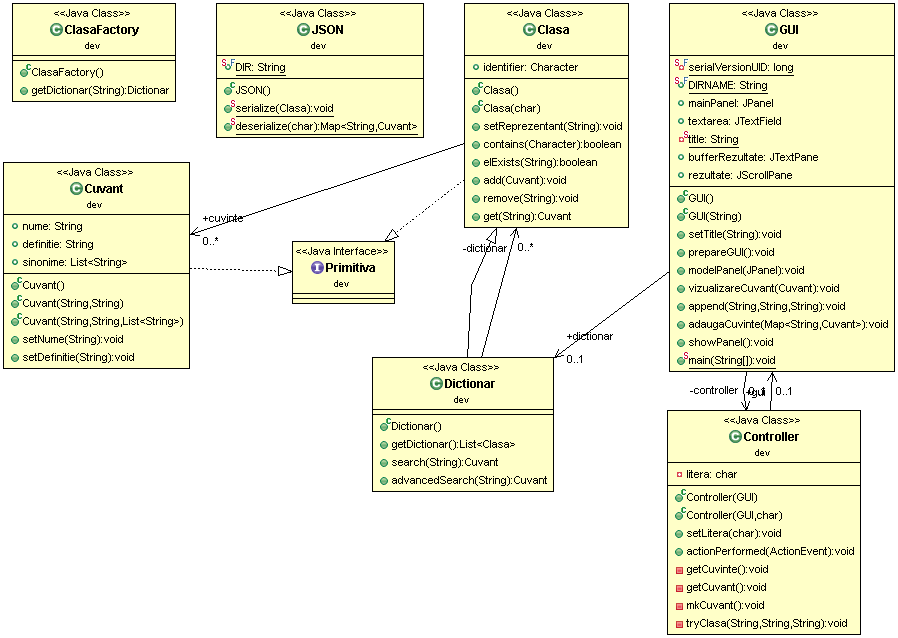 <<Java Class>>
ClasaFactory
dev
ClasaFactory()
getDictionar(String):Dictionar
<<Java Class>>
JSON
dev
DIR: String
JSON()
serialize(Clasa):void
deserialize(char):Map<String,Cuvant>
<<Java Class>>
Clasa
dev
identifier: Character
Clasa()
Clasa(char)
setReprezentant(String):void
contains(Character):boolean
elExists(String):boolean
add(Cuvant):void
remove(String):void
get(String):Cuvant
<<Java Class>>
GUI
dev
serialVersionUID: long
DIRNAME: String
mainPanel: JPanel
textarea: JTextField
title: String
bufferRezultate: JTextPane
rezultate: JScrollPane
GUI()
GUI(String)
setTitle(String):void
prepareGUI():void
modelPanel(JPanel):void
vizualizareCuvant(Cuvant):void
append(String,String,String):void
adaugaCuvinte(Map<String,Cuvant>):void
showPanel():void
main(String[]):void
<<Java Class>>
Cuvant
dev
nume: String
definitie: String
sinonime: List<String>
Cuvant()
Cuvant(String,String)
Cuvant(String,String,List<String>)
setNume(String):void
setDefinitie(String):void
+cuvinte
0..*
<<Java Interface>>
Primitiva
dev
-dictionar
0..*
+dictionar
0..1
<<Java Class>>
Dictionar
dev
Dictionar()
getDictionar():List<Clasa>
search(String):Cuvant
advancedSearch(String):Cuvant
-controller
0..1
+gui
0..1
<<Java Class>>
Controller
dev
litera: char
Controller(GUI)
Controller(GUI,char)
setLitera(char):void
actionPerformed(ActionEvent):void
getCuvinte():void
getCuvant():void
mkCuvant():void
tryClasa(String,String,String):void